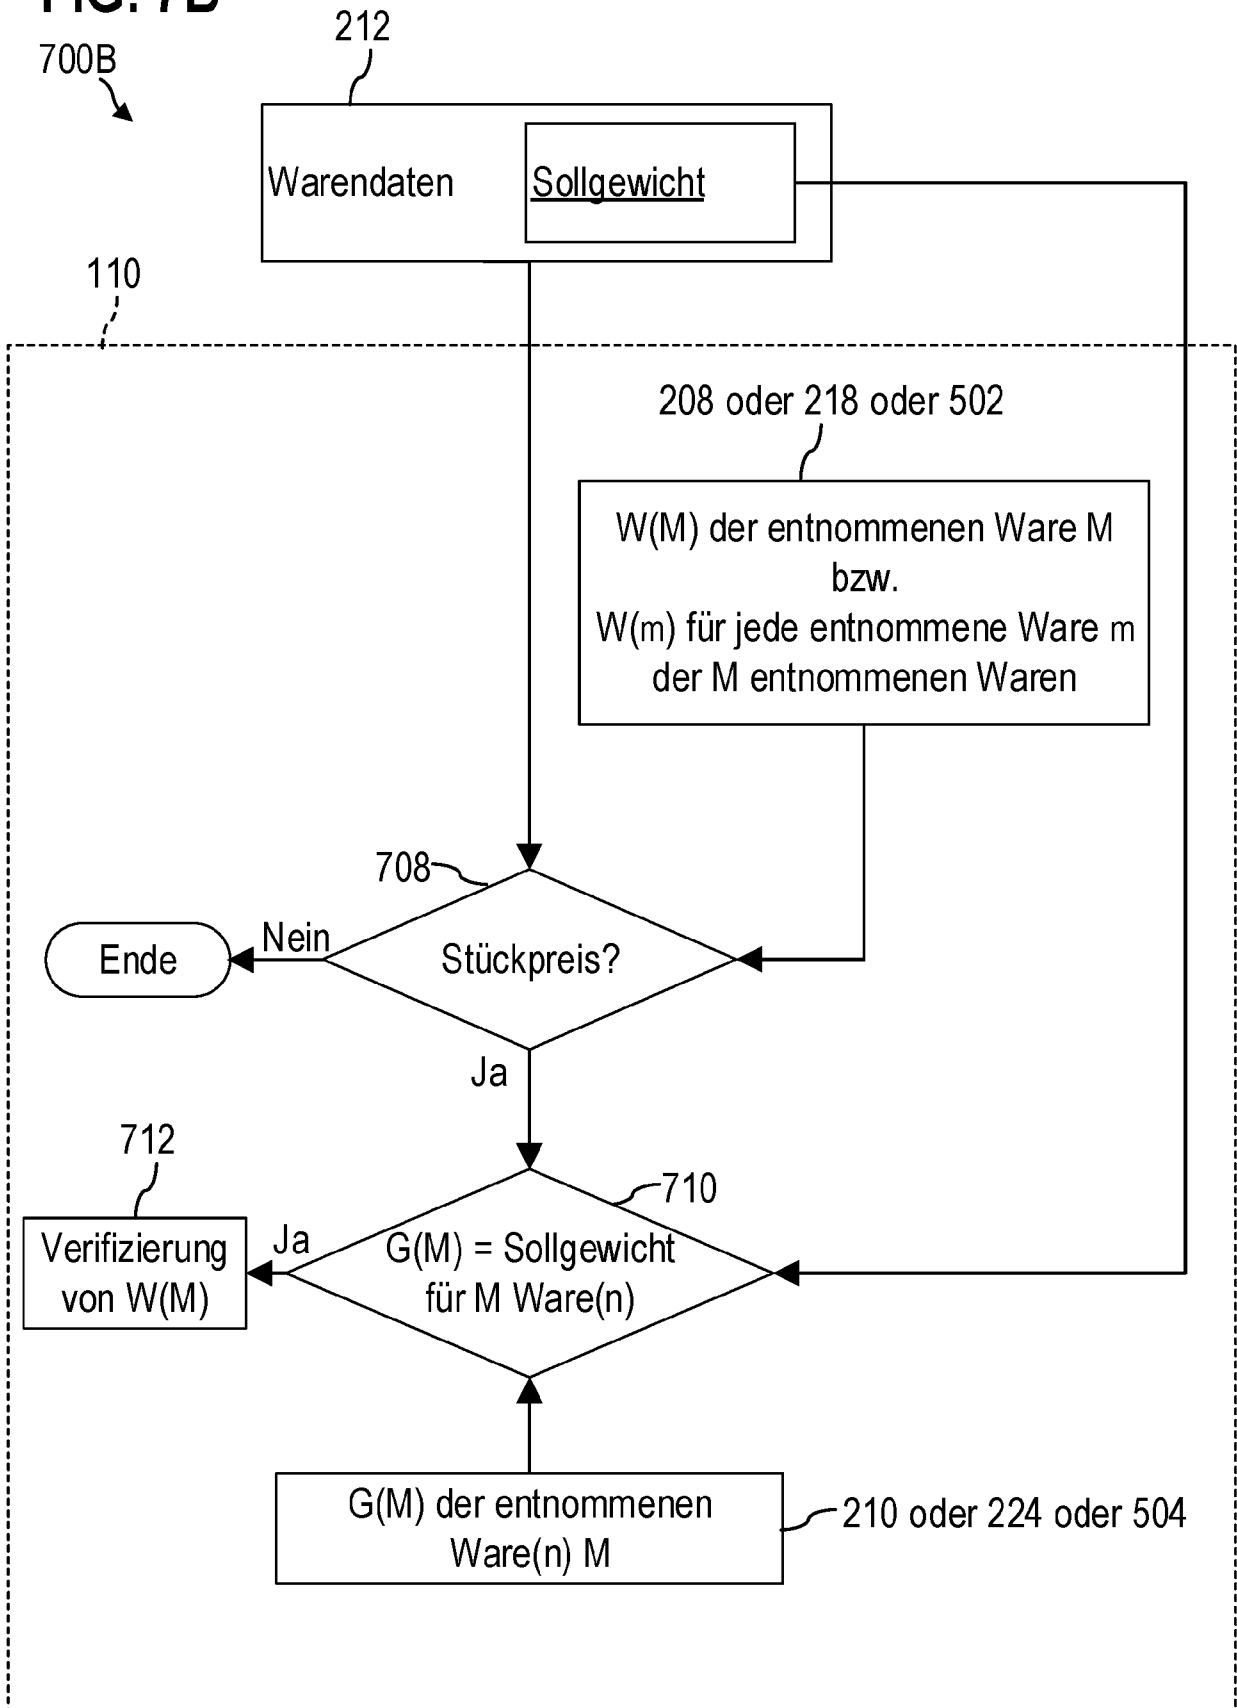 FIG. 7B
212
700B
Warendaten
Sollgewicht
110
208 oder 218 oder 502
W(M) der entnommenen Ware M
bzw.
W(m) für jede entnommene Ware m
der M entnommenen Waren
708
Nein
Ende
Stückpreis?
Ja
712
710
Ja
Verifizierung
von W(M)
G(M) = Sollgewicht
für M Ware(n)
G(M) der entnommenen
Ware(n) M
210 oder 224 oder 504